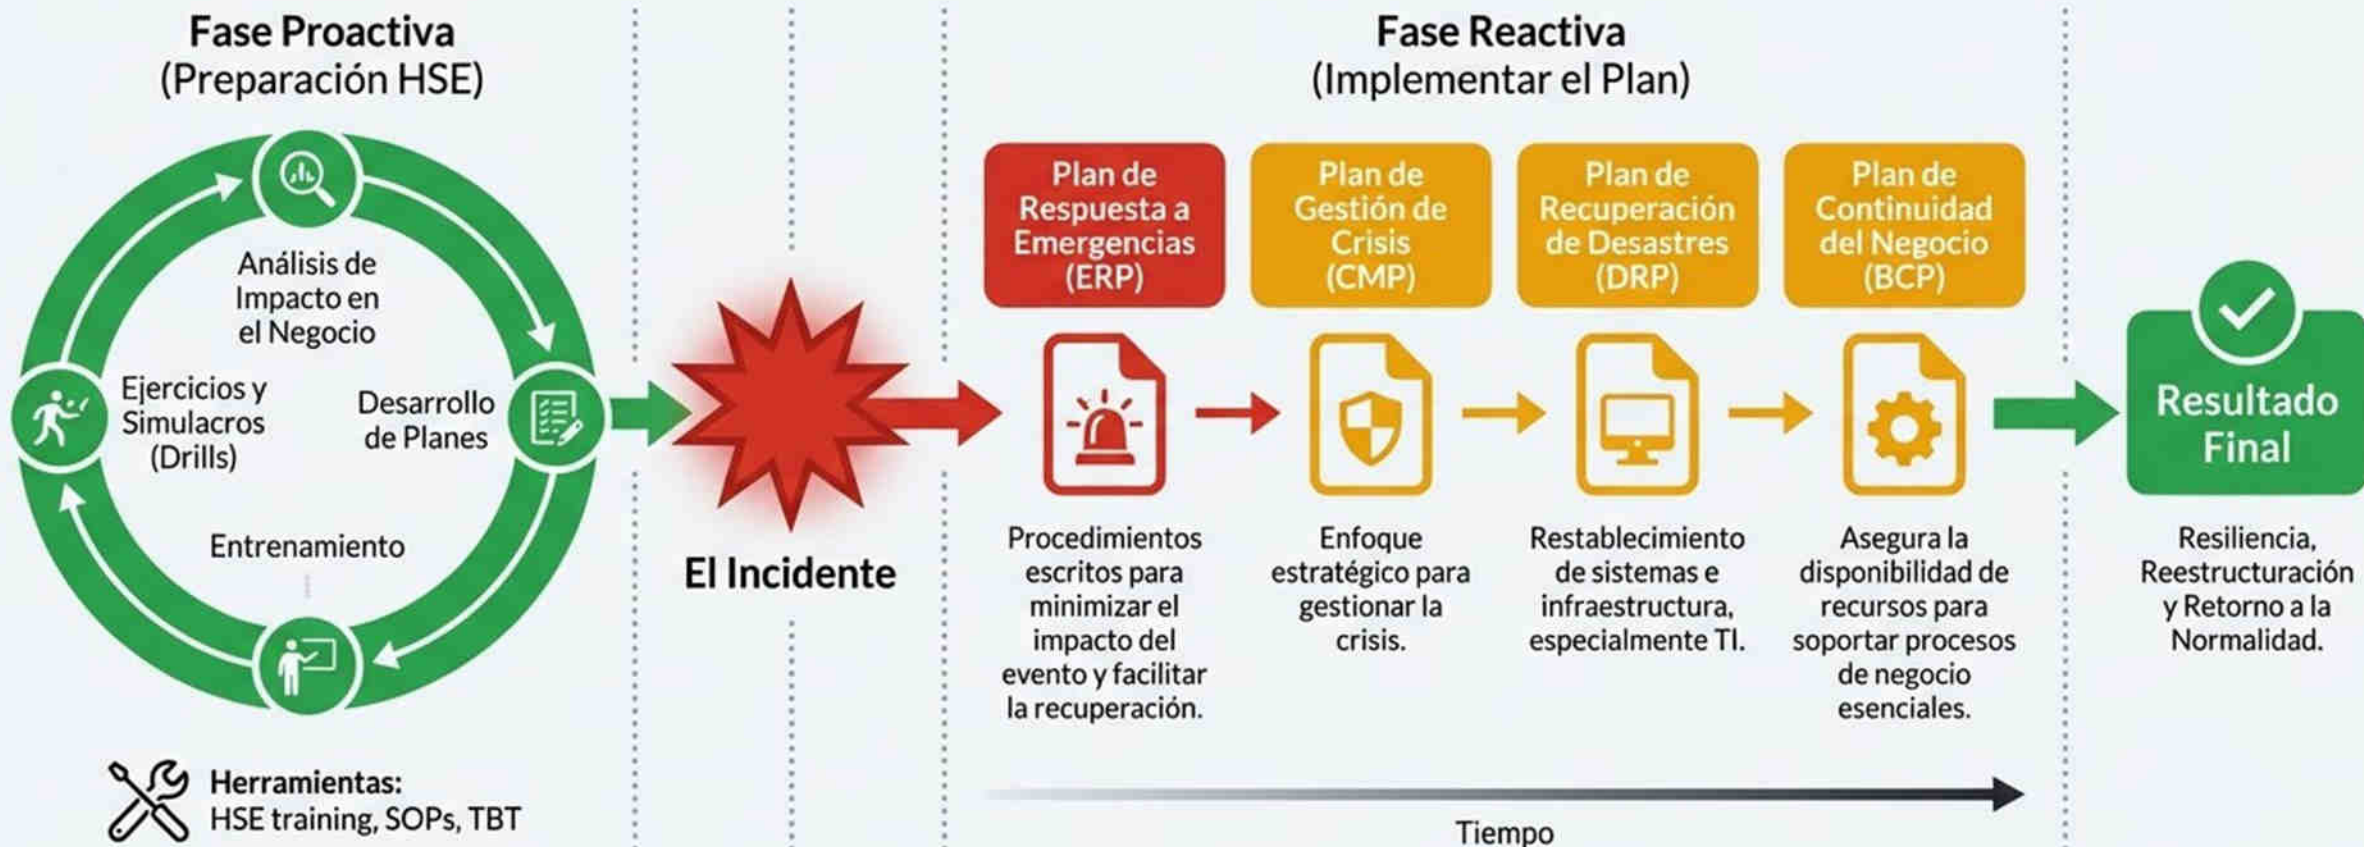 Fase Proactiva
(Preparación HSE)
Análisis de
Impacto en
el Negocio
Ejercicios y
Simulacros
(Drills)
Desarrollo
de Planes
Entrenamiento
Herramientas:
HSE training, SOPs, TBT
El Incidente
Fase Reactiva
(Implementar el Plan)
Plan de
Respuesta a
Emergencias
(ERP)
Procedimientos
escritos para
minimizar el
impacto del
evento y facilitar
la recuperación.
Plan de
Gestión de
Crisis
(CMP)
Enfoque
estratégico para
gestionar la
crisis.
Plan de
Recuperación
de Desastres
(DRP)
Restablecimiento
de sistemas e
infraestructura,
especialmente TI.
Plan de
Continuidad
del Negocio
(BCP)
Asegura la
disponibilidad de
recursos para
soportar procesos
de negocio
esenciales.
Tiempo
Resultado
Final
Resiliencia,
Reestructuración
y Retorno a la
Normalidad.